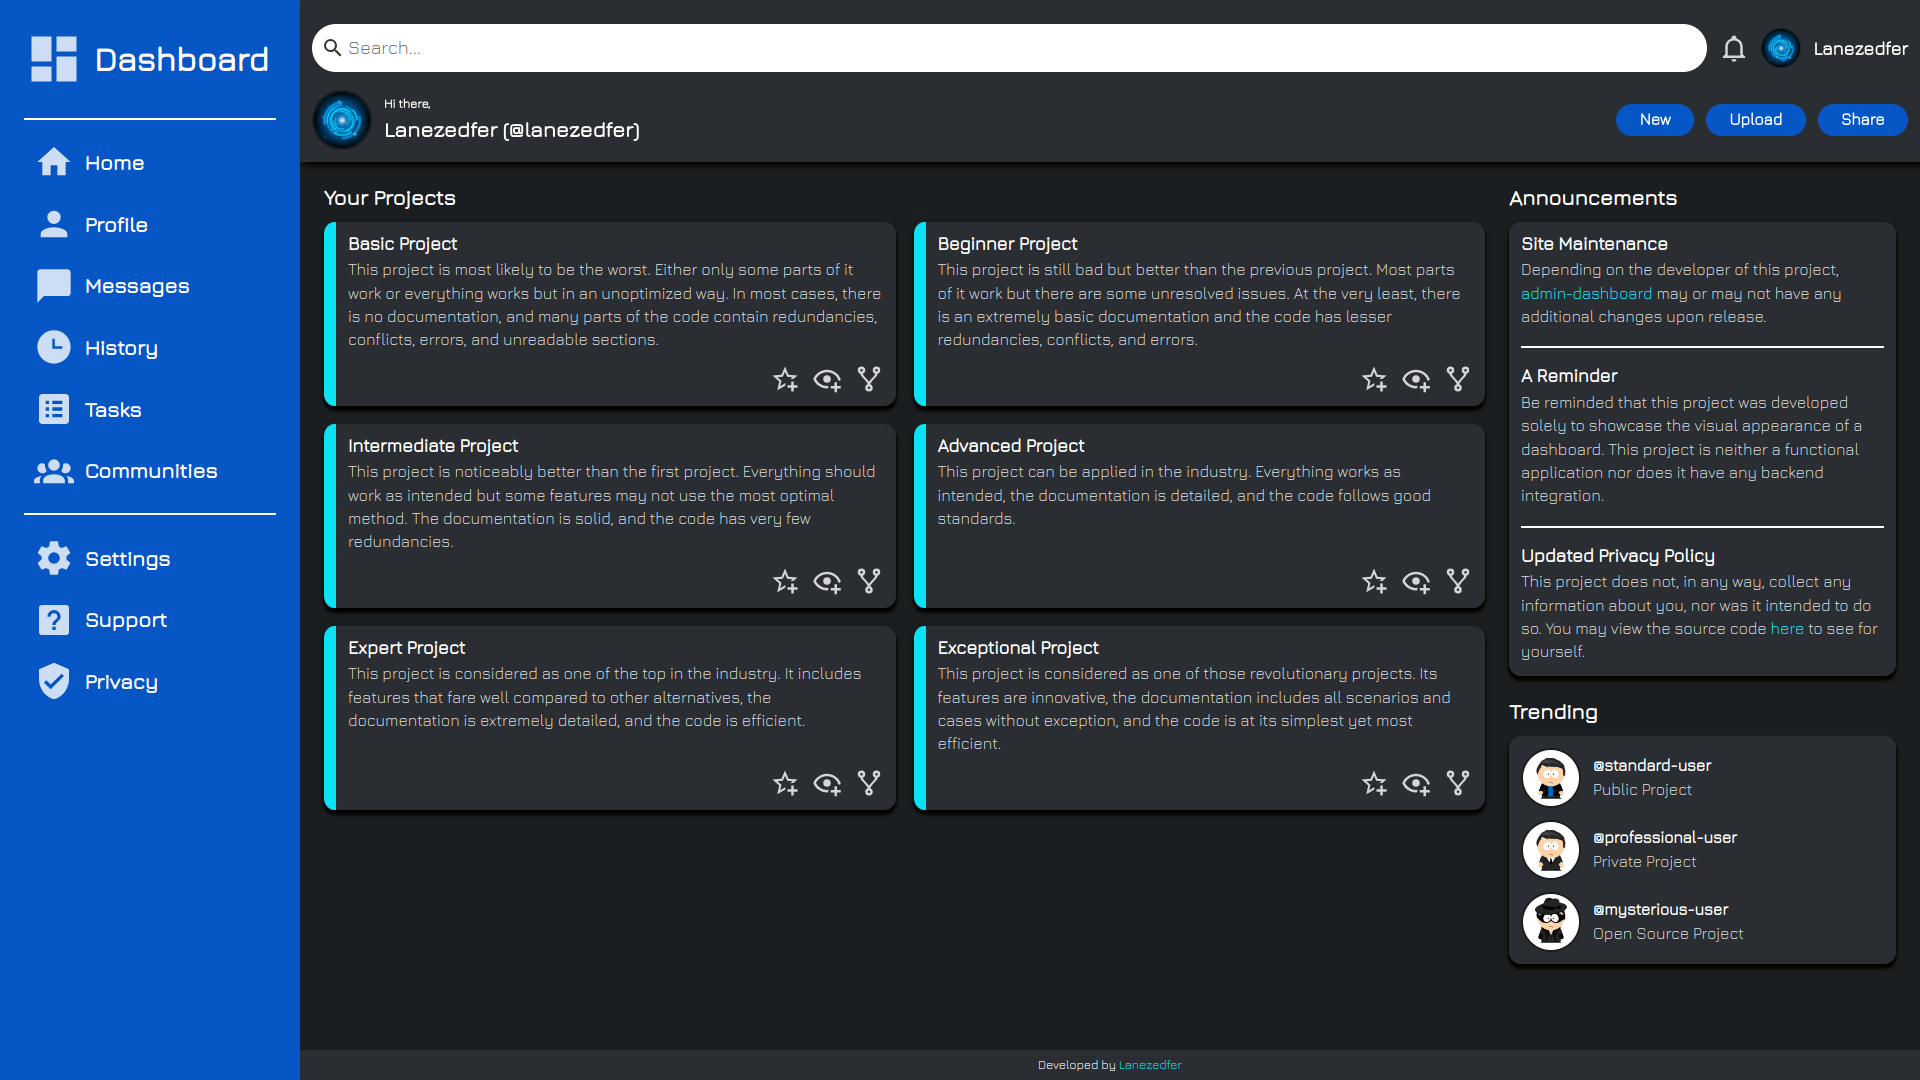 Dashboard
Home
Profile
Messages
History
Tasks
Communities
Settings
Support
Privacy
Search...
Lanezedfer
Hi there,
Lanezedfer (@lanezedfer)
New
Upload
Share
Your Projects
Basic Project
This project is most likely to be the worst. Either only some parts of it
work or everything works but in an unoptimized way. In most cases, there
is no documentation, and many parts of the code contain redundancies,
conflicts, errors, and unreadable sections.
Beginner Project
This project is still bad but better than the previous project. Most parts
of it work but there are some unresolved issues. At the very least, there
is an extremely basic documentation and the code has lesser
redundancies, conflicts, and errors.
Intermediate Project
This project is noticeably better than the first project. Everything should
work as intended but some features may not use the most optimal
method. The documentation is solid, and the code has very few
redundancies.
Advanced Project
This project can be applied in the industry. Everything works as
intended, the documentation is detailed, and the code follows good
standards.
Expert Project
This project is considered as one of the top in the industry. It includes
features that fare well compared to other alternatives, the
documentation is extremely detailed, and the code is efficient.
Exceptional Project
This project is considered as one of those revolutionary projects. Its
features are innovative, the documentation includes all scenarios and
cases without exception, and the code is at its simplest yet most
efficient.
Announcements
Site Maintenance
Depending on the developer of this project,
admin-dashboard may or may not have any
additional changes upon release.
A Reminder
Be reminded that this project was developed
solely to showcase the visual appearance of a
dashboard. This project is neither a functional
application nor does it have any backend
integration.
Updated Privacy Policy
This project does not, in any way, collect any
information about you, nor was it intended to do
so. You may view the source code here to see for
yourself.
Trending
@standard-user
Public Project
@professional-user
Private Project
@mysterious-user
Open Source Project
Developed by Lanezedfer